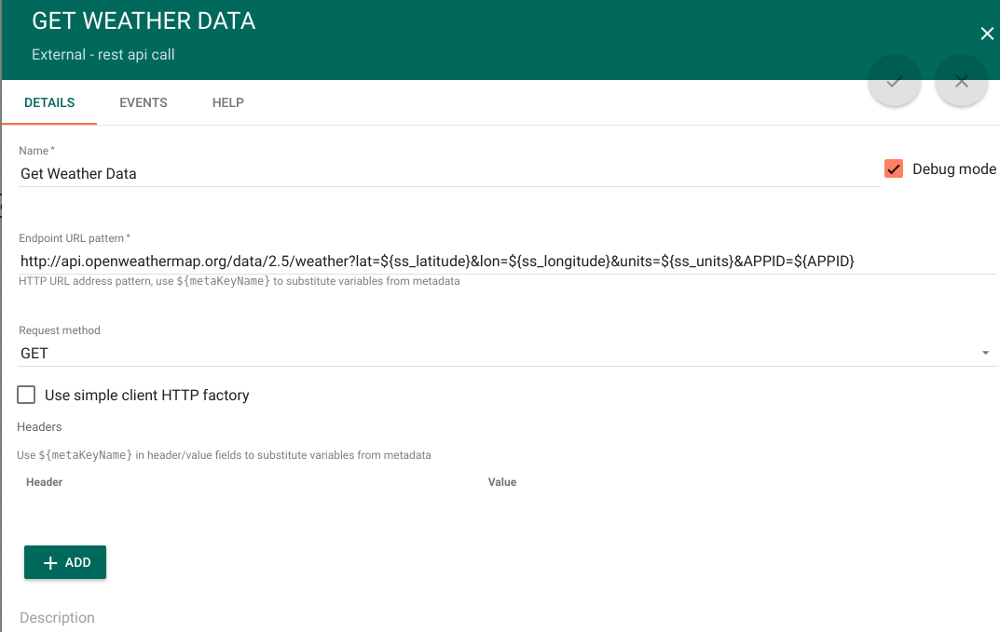 GET WEATHER DATA
External - rest api call
DETAILS EVENTS HELP
Name *
Get Weather Data
Debug mode
Endpoint URL pattern *
http://api.openweathermap.org/data/2.5/weather?lat=${ss_latitude}&lon=${ss_longitude}&units=${ss_units}&APPID=${APPID}
HTTP URL address pattern, use ${metaKeyName} to substitute variables from metadata
Request method
GET
Use simple client HTTP factory
Headers
Use ${metaKeyName} in header/value fields to substitute variables from metadata
Header Value
ADD
Description